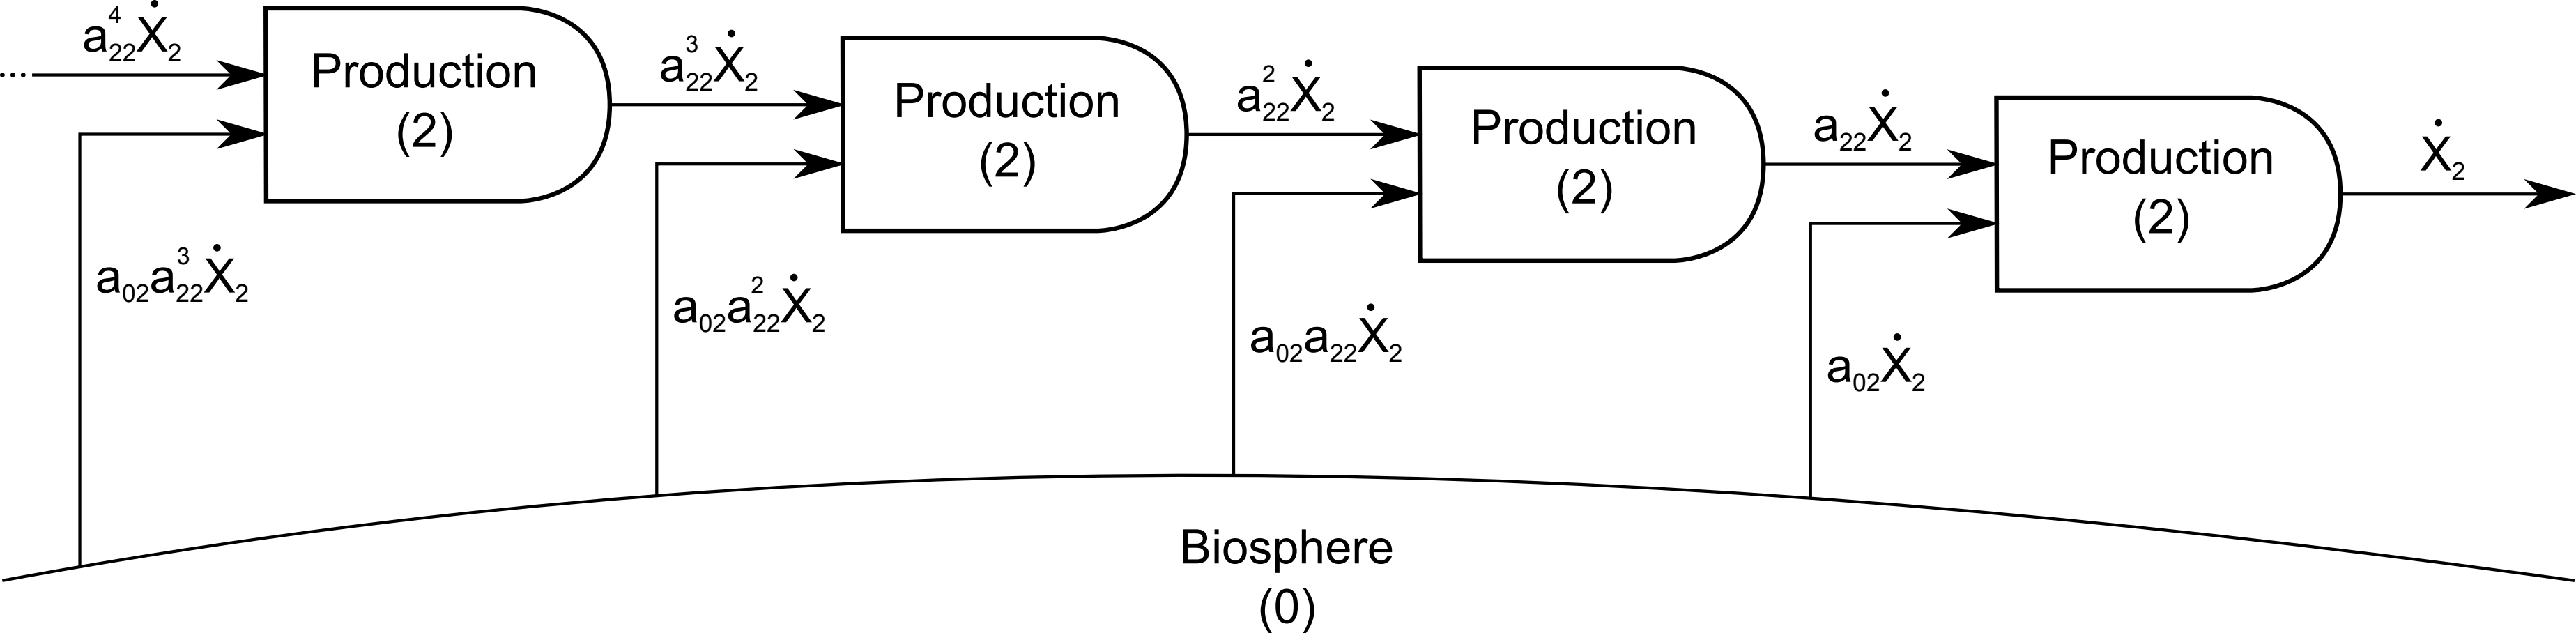 a₂₂⁴Ẋ₂
Production
(2)
a₂₂³Ẋ₂
Production
(2)
a₂₂²Ẋ₂
Production
(2)
a₂₂Ẋ₂
Production
(2)
Ẋ₂
...
a₀₂a₂₂³Ẋ₂
a₀₂a₂₂²Ẋ₂
a₀₂a₂₂Ẋ₂
a₀₂Ẋ₂
Biosphere
(0)